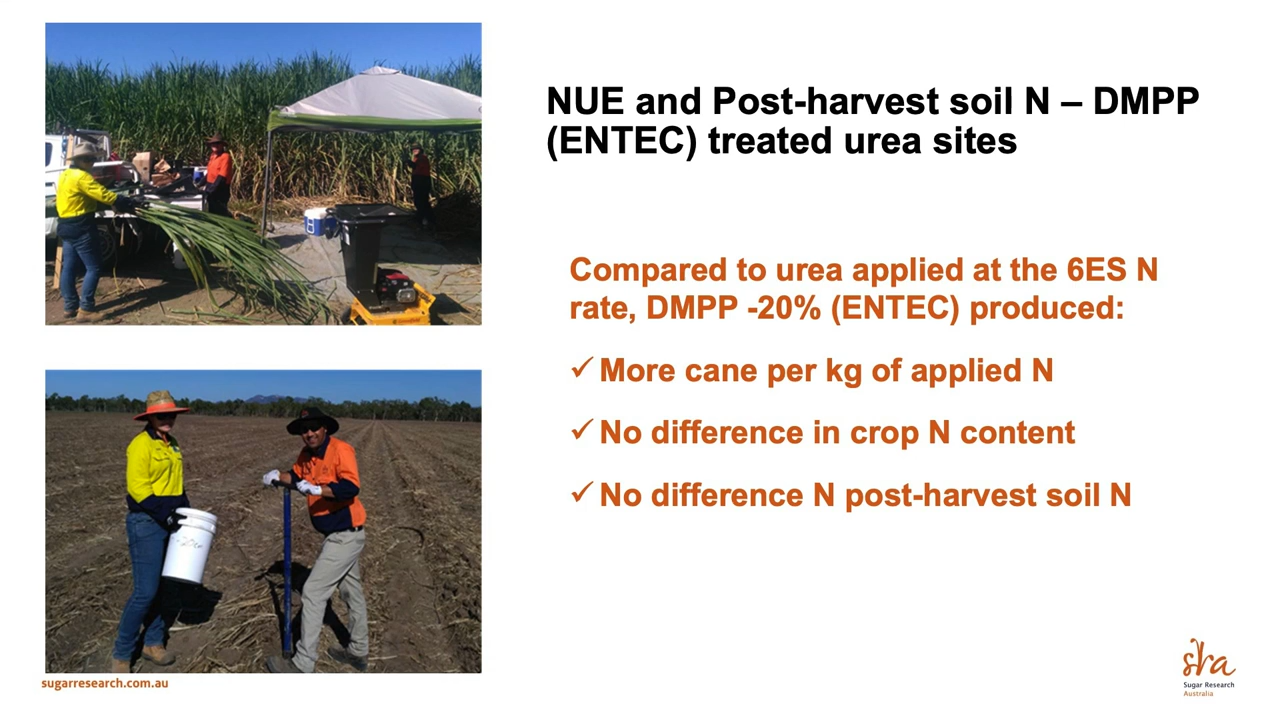 NUE and Post-harvest soil N – DMPP
(ENTEC) treated urea sites
Compared to urea applied at the 6ES N
rate, DMPP -20% (ENTEC) produced:
✓ More cane per kg of applied N
✓ No difference in crop N content
✓ No difference N post-harvest soil N
sugarresearch.com.au
sra
Sugar Research
Australia